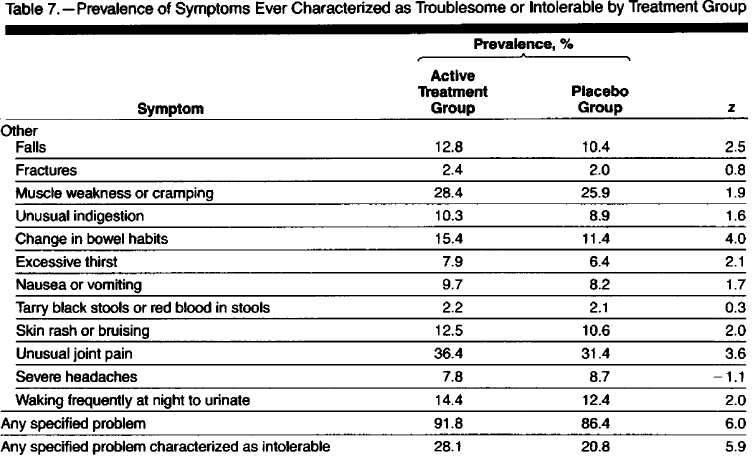 Table 7.—Prevalence of Symptoms Ever Characterized as Troublesome or Intolerable by Treatment Group
Prevalence, %
Active
Treatment Placebo
Symptom Group Group z
Other
Falls 12.8 10.4 2.5
Fractures 2.4 2.0 0.8
Muscle weakness or cramping 28.4 25.9 1.9
Unusual indigestion 10.3 8.9 1.6
Change in bowel habits 15.4 11.4 4.0
Excessive thirst 7.9 6.4 2.1
Nausea or vomiting 9.7 8.2 1.7
Tarry black stools or red blood in stools 2.2 2.1 0.3
Skin rash or bruising 12.5 10.6 2.0
Unusual joint pain 36.4 31.4 3.6
Severe headaches 7.8 8.7 −1.1
Waking frequently at night to urinate 14.4 12.4 2.0
Any specified problem 91.8 86.4 6.0
Any specified problem characterized as intolerable 28.1 20.8 5.9